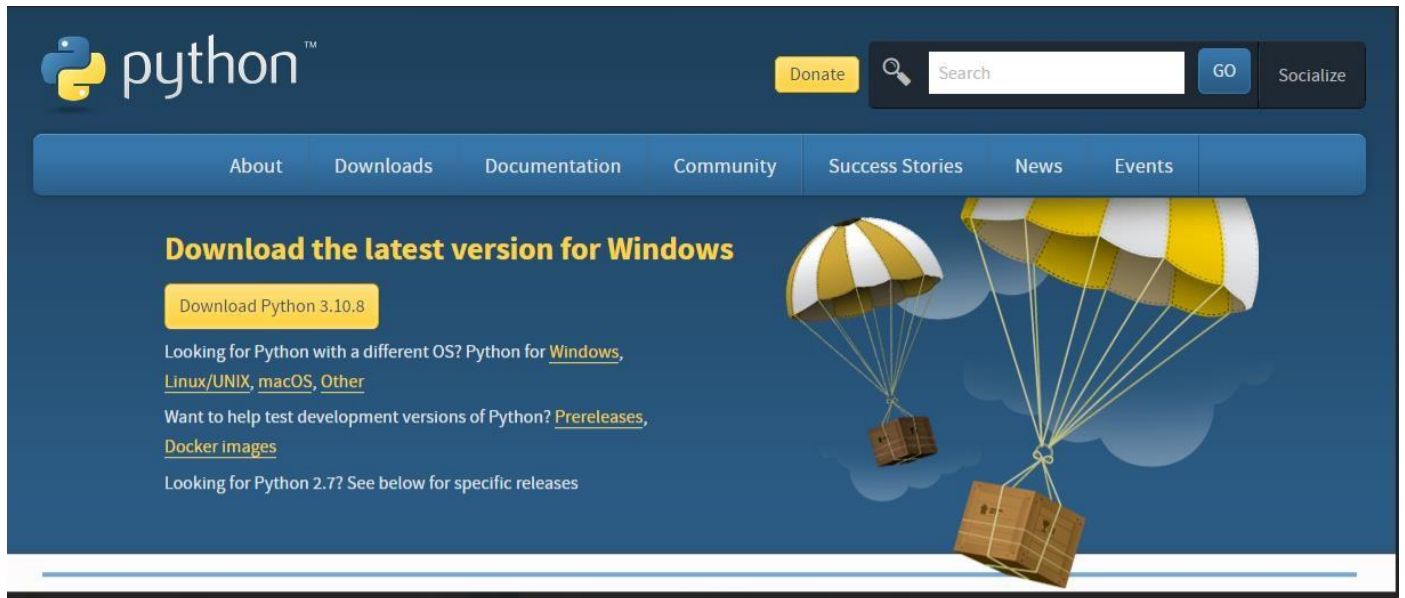 python™
Donate
Search
GO
Socialize
About
Downloads
Documentation
Community
Success Stories
News
Events
Download the latest version for Windows
Download Python 3.10.8
Looking for Python with a different OS? Python for Windows,
Linux/UNIX, macOS, Other
Want to help test development versions of Python? Prereleases,
Docker images
Looking for Python 2.7? See below for specific releases